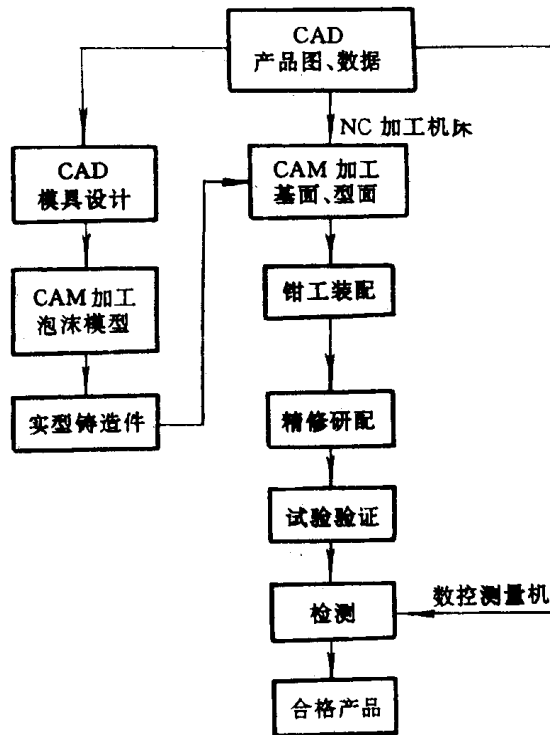 CAD
产品图、数据
NC 加工机床
CAD
模具设计
CAM 加工
基面、型面
CAM加工
泡沫模型
钳工装配
实型铸造件
精修研配
试验验证
数控测量机
检测
合格产品